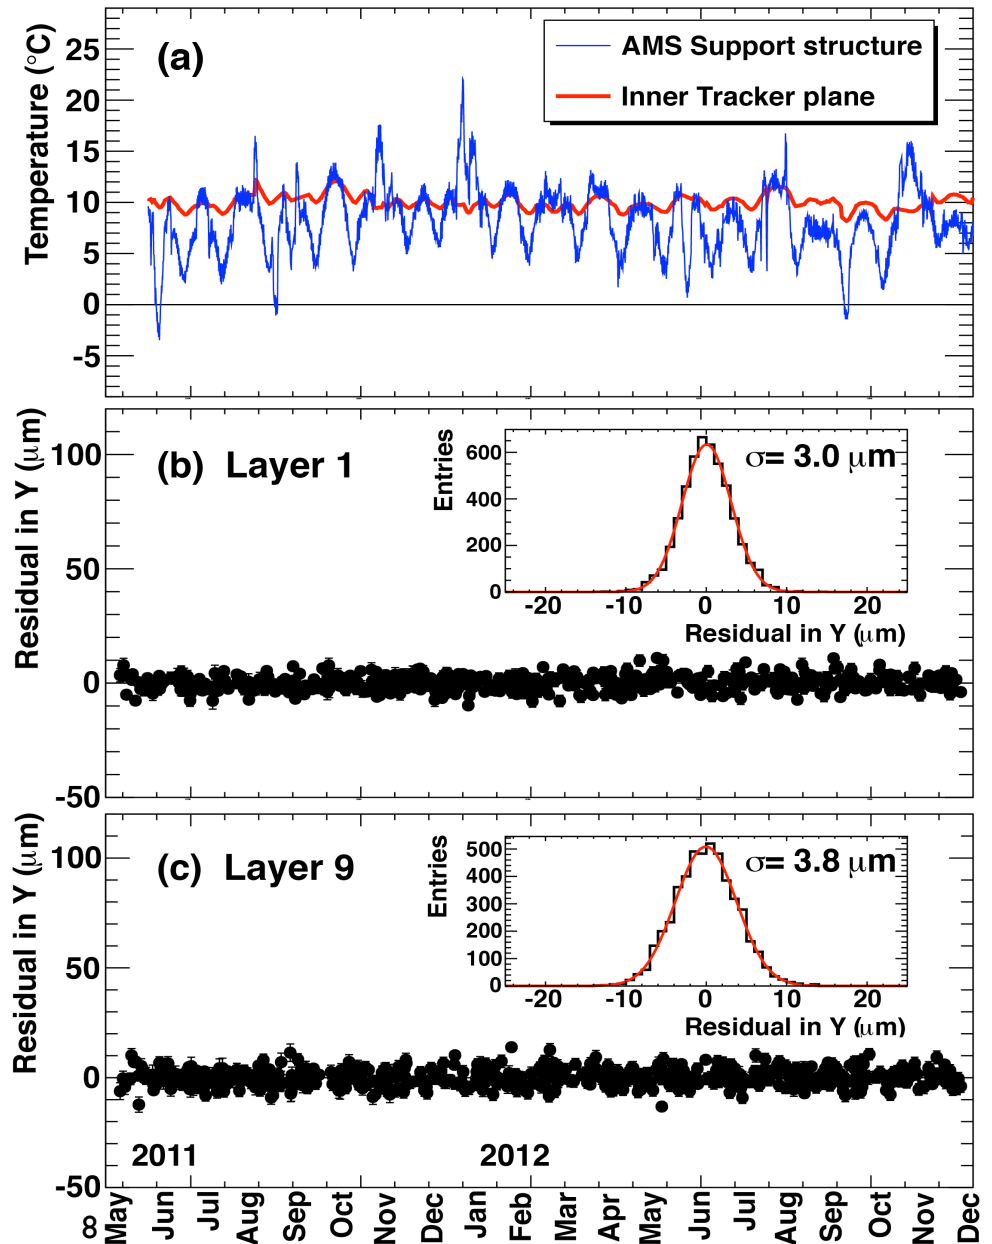 (a)
AMS Support structure
Inner Tracker plane
Temperature (°C)
25
20
15
10
5
0
-5
(b) Layer 1
Residual in Y (μm)
100
50
0
-50
Entries
σ= 3.0 μm
600
400
200
0
-20 -10 0 10 20
Residual in Y (μm)
(c) Layer 9
Residual in Y (μm)
100
50
0
-50
Entries
σ= 3.8 μm
500
400
300
200
100
0
-20 -10 0 10 20
Residual in Y (μm)
2011 2012
May Jun Jul Aug Sep Oct Nov Dec Jan Feb Mar Apr May Jun Jul Aug Sep Oct Nov Dec
8